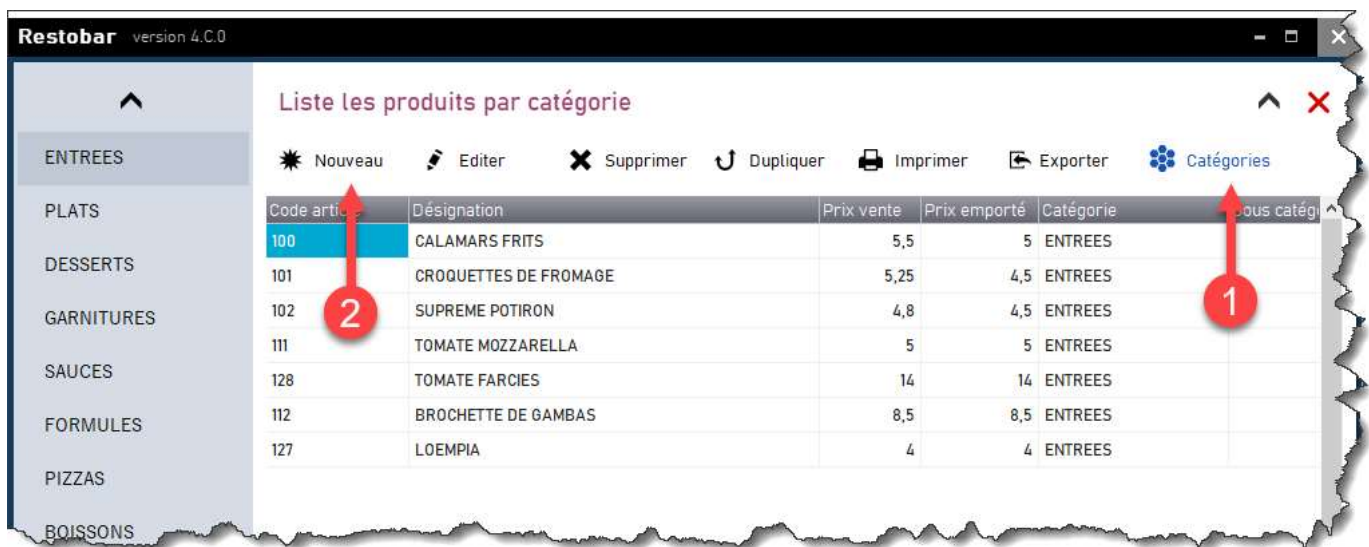 Restobar version 4.C.0
Liste les produits par catégorie
Nouveau Editer Supprimer Dupliquer Imprimer Exporter Catégories
ENTREES
PLATS
DESSERTS
GARNITURES
SAUCES
FORMULES
PIZZAS
BOISSONS
Code Désignation Prix vente Prix emporté Catégorie
100 CALAMARS FRITS 5,5 5 ENTREES
101 CROQUETTES DE FROMAGE 5,25 4,5 ENTREES
102 SUPREME POTIRON 4,8 4,5 ENTREES
111 TOMATE MOZZARELLA 5 5 ENTREES
128 TOMATE FARCIES 14 14 ENTREES
112 BROCHETTE DE GAMBAS 8,5 8,5 ENTREES
127 LOEMPIA 4 4 ENTREES
2
1